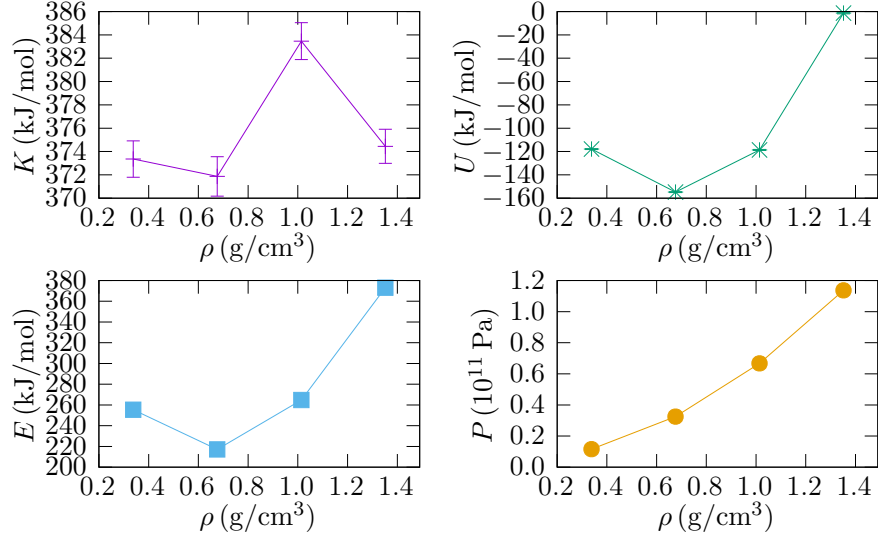 K (kJ/mol)
386
384
382
380
378
376
374
372
370
0.2 0.4 0.6 0.8 1.0 1.2 1.4
ρ (g/cm³)
U (kJ/mol)
0
−20
−40
−60
−80
−100
−120
−140
−160
0.2 0.4 0.6 0.8 1.0 1.2 1.4
ρ (g/cm³)
E (kJ/mol)
380
360
340
320
300
280
260
240
220
200
0.2 0.4 0.6 0.8 1.0 1.2 1.4
ρ (g/cm³)
P (10¹¹ Pa)
1.2
1.0
0.8
0.6
0.4
0.2
0.0
0.2 0.4 0.6 0.8 1.0 1.2 1.4
ρ (g/cm³)